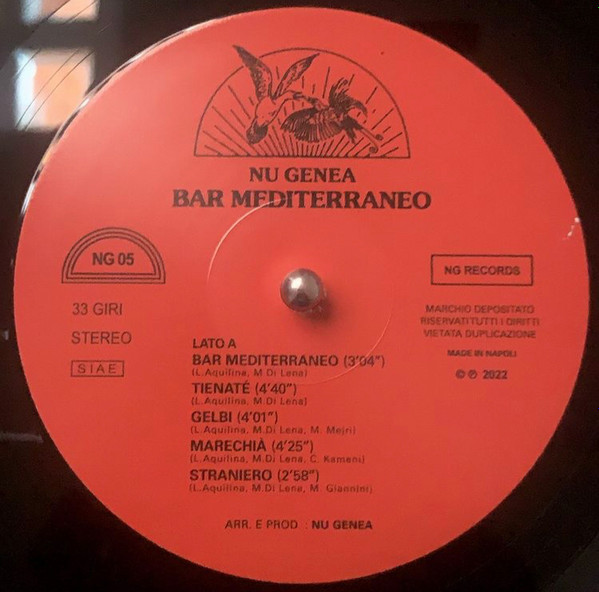 NU GENEA
BAR MEDITERRANEO
NG 05
33 GIRI
STEREO
SIAE
NG RECORDS
MARCHIO DEPOSITATO
RISERVATI TUTTI I DIRITTI
VIETATA DUPLICAZIONE
MADE IN NAPOLI
© ℗ 2022
LATO A
BAR MEDITERRANEO (3'04")
(L.Aquilina, M.Di Lena)
TIENATÉ (4'40")
(L.Aquilina, M.Di Lena)
GELBI (4'01")
(L.Aquilina, M.Di Lena, M. Mejri)
MARECHIÀ (4'25")
(L.Aquilina, M.Di Lena, C. Kameni)
STRANIERO (2'58")
(L.Aquilina, M.Di Lena, M. Giannini)
ARR. E PROD : NU GENEA